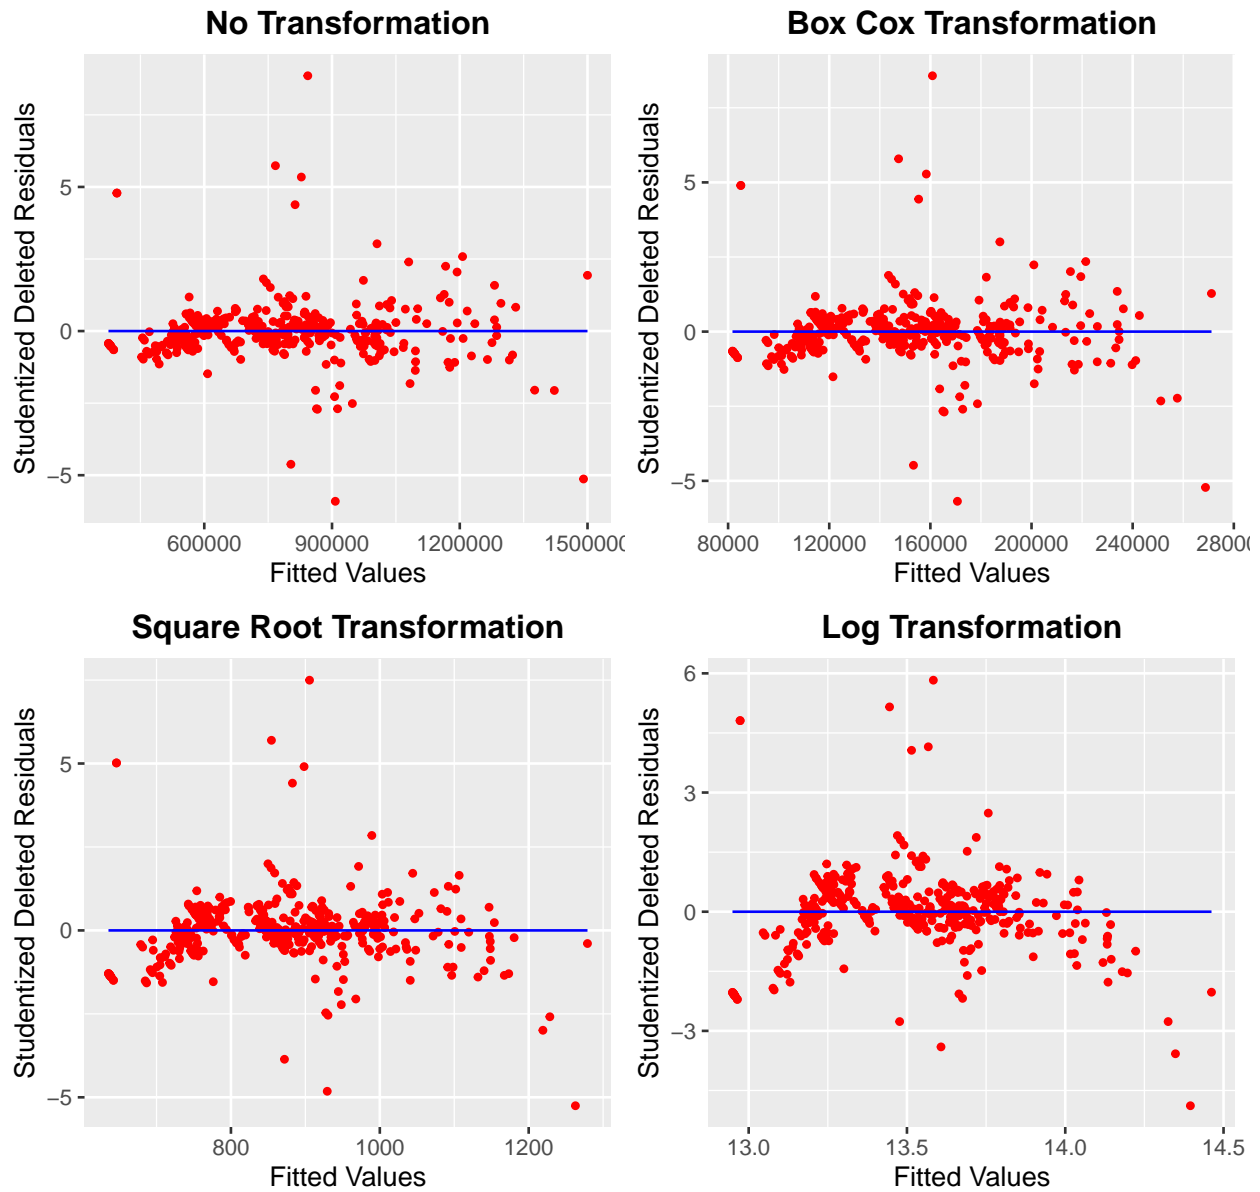 No Transformation
Studentized Deleted Residuals
5
0
−5
600000 900000 1200000 1500000
Fitted Values
Box Cox Transformation
Studentized Deleted Residuals
5
0
−5
80000 120000 160000 200000 240000 28000
Fitted Values
Square Root Transformation
Studentized Deleted Residuals
5
0
−5
800 1000 1200
Fitted Values
Log Transformation
Studentized Deleted Residuals
6
3
0
−3
13.0 13.5 14.0 14.5
Fitted Values